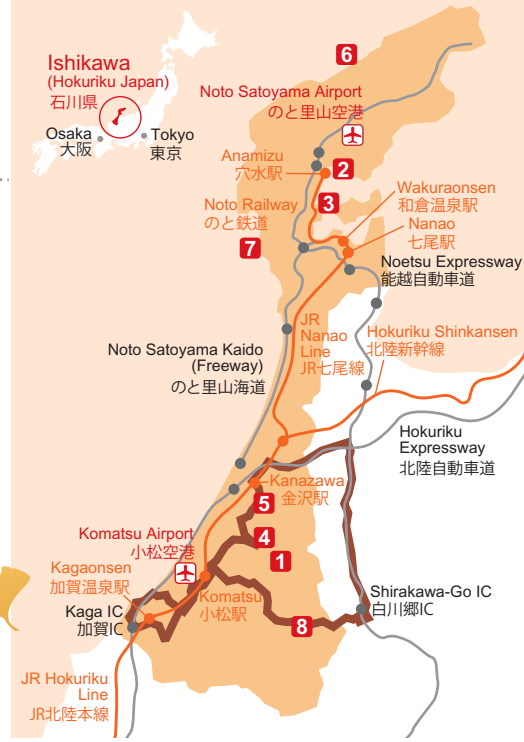 Ishikawa
(Hokuriku Japan)
石川県
Osaka
大阪
Tokyo
東京
6
Noto Satoyama Airport
のと里山空港
Anamizu
穴水駅
2
Noto Railway
のと鉄道
3
Wakuraonsen
和倉温泉駅
Nanao
七尾駅
7
Noetsu Expressway
能越自動車道
JR
Nanao
Line
JR七尾線
Hokuriku Shinkansen
北陸新幹線
Noto Satoyama Kaido
(Freeway)
のと里山海道
Hokuriku
Expressway
北陸自動車道
Kanazawa
金沢駅
5
Komatsu Airport
小松空港
4
1
Kagaonsen
加賀温泉駅
Komatsu
小松駅
Kaga IC
加賀IC
Shirakawa-Go IC
白川郷IC
8
JR Hokuriku
Line
JR北陸本線